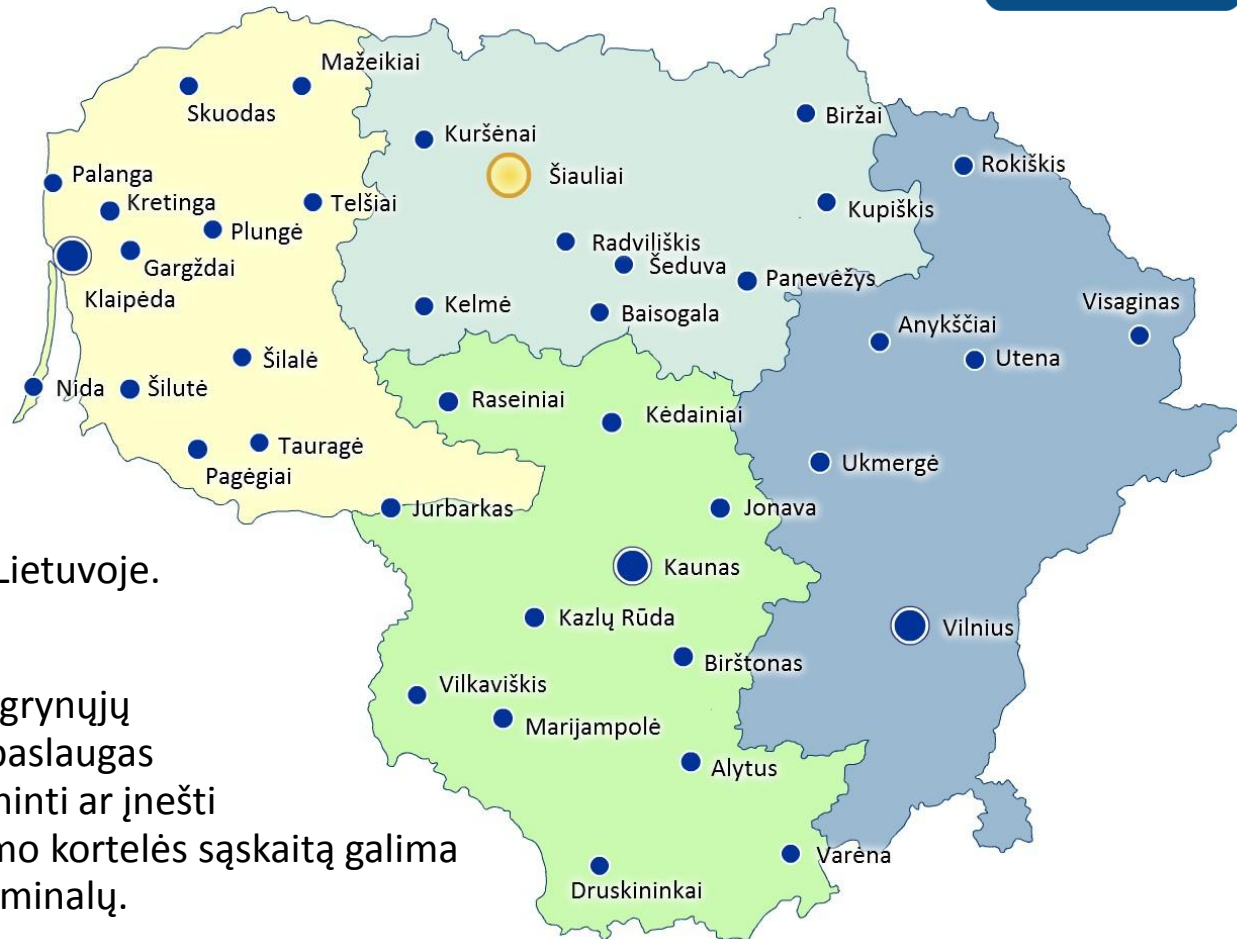 Mažeikiai
Skuodas
Biržai
Kuršėnai
Rokiškis
Šiauliai
Palanga
Kretinga
Telšiai
Kupiškis
Plungė
Radviliškis
Gargždai
Šeduva
Panevėžys
Klaipėda
Kelmė
Baisogala
Visaginas
Anykščiai
Šilalė
Utena
Nida
Šilutė
Raseiniai
Kėdainiai
Tauragė
Ukmergė
Pagėgiai
Jurbarkas
Jonava
Kaunas
Kazlų Rūda
Vilnius
Birštonas
Vilkaviškis
Marijampolė
Alytus
Varėna
Druskininkai
Lietuvoje.
grynųjų
paslaugas
minti ar įnešti
mo kortelės sąskaitą galima
minalų.